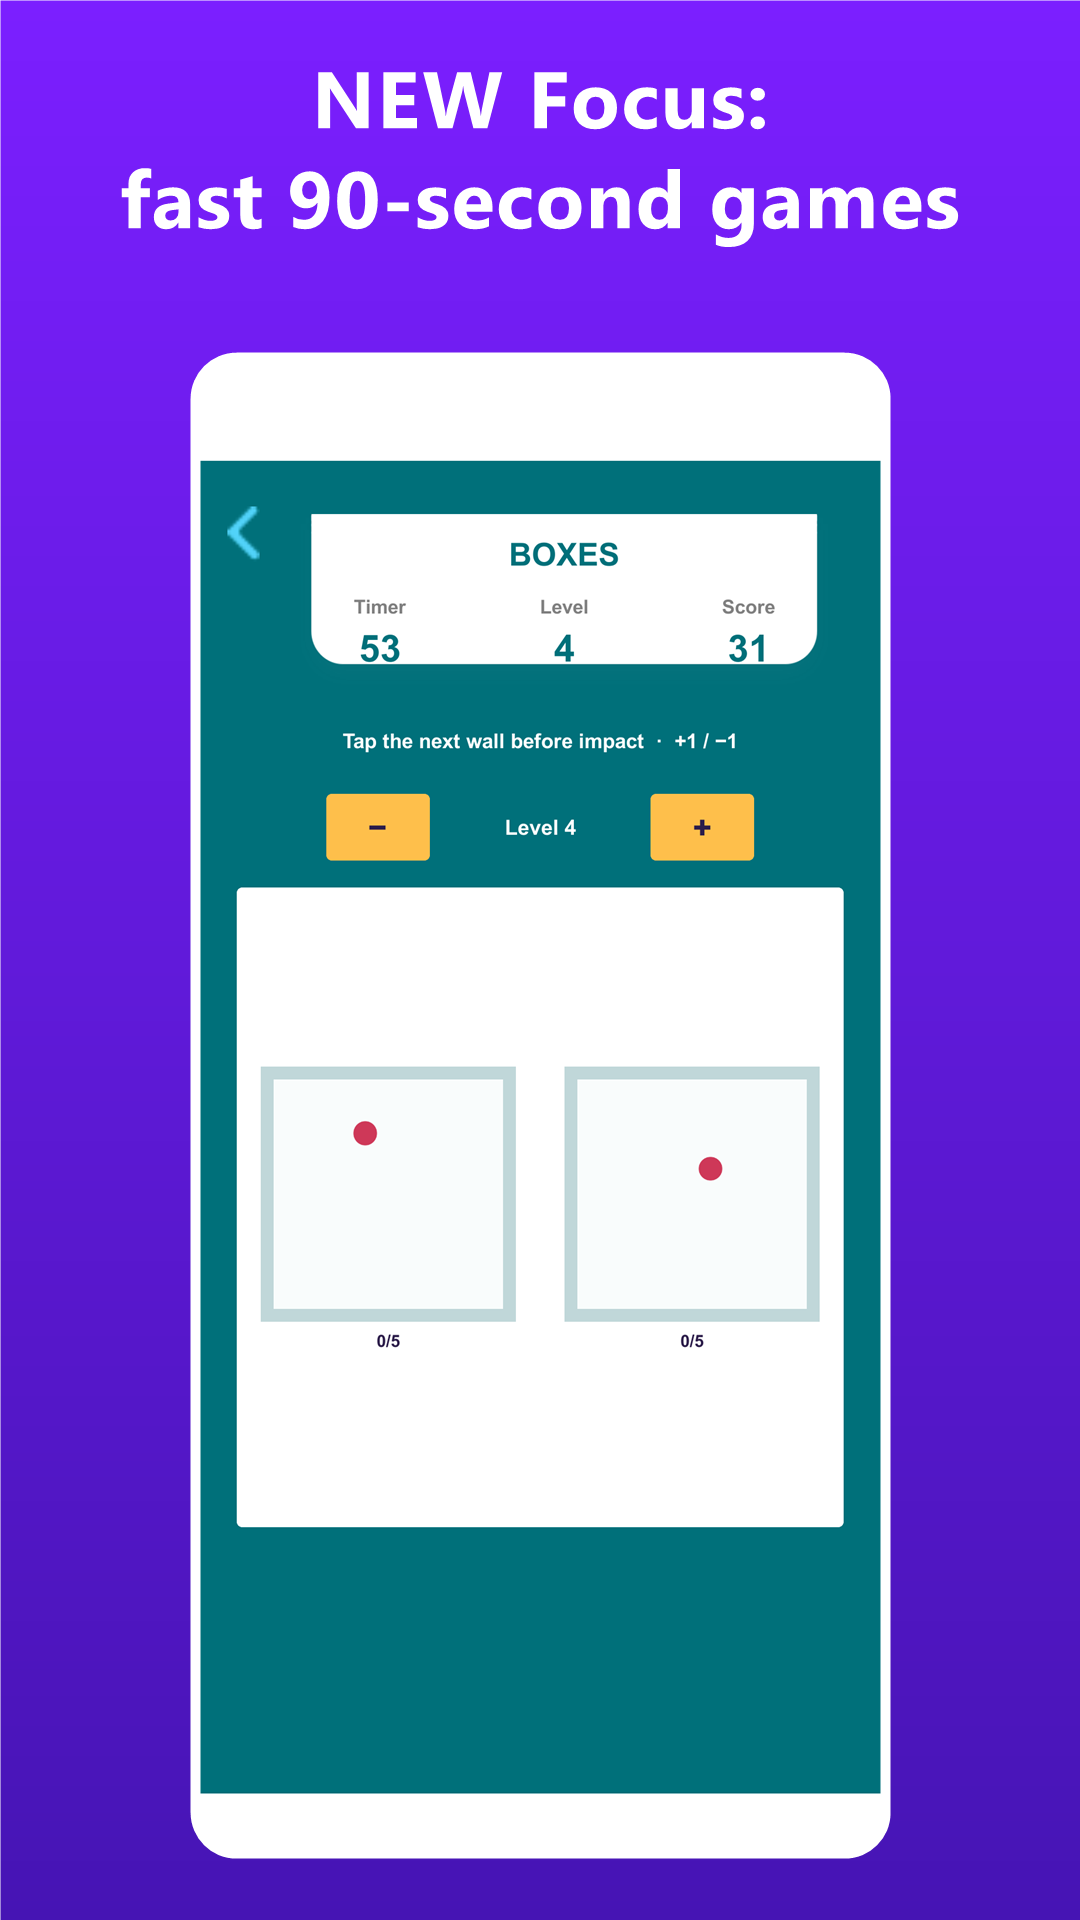 NEW Focus:
fast 90-second games
BOXES
Timer Level Score
53 4 31
Tap the next wall before impact · +1 / −1
− Level 4 +
0/5 0/5